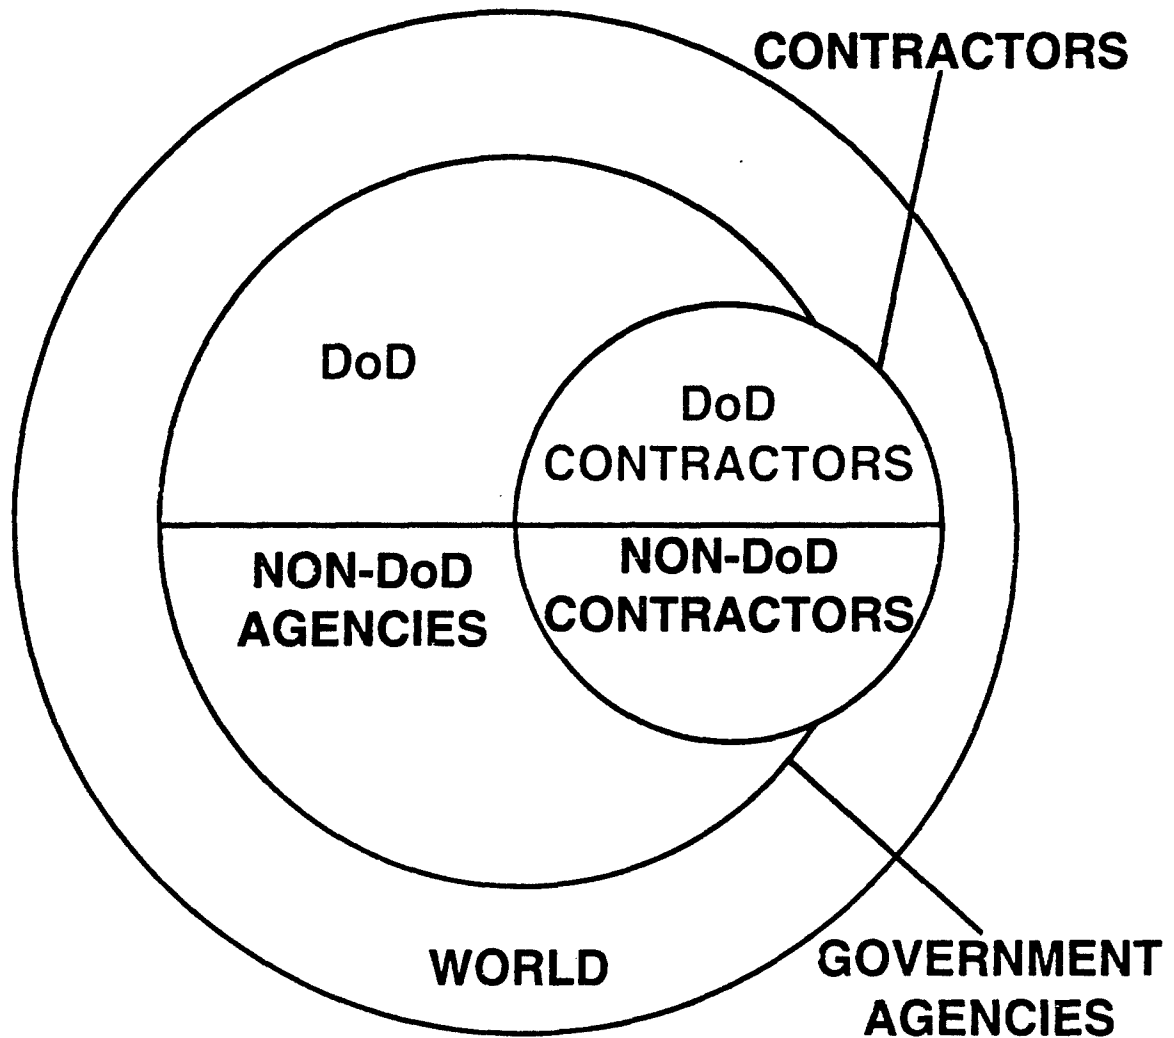 CONTRACTORS
DoD
DoD
CONTRACTORS
NON-DoD
AGENCIES
NON-DoD
CONTRACTORS
WORLD
GOVERNMENT
AGENCIES